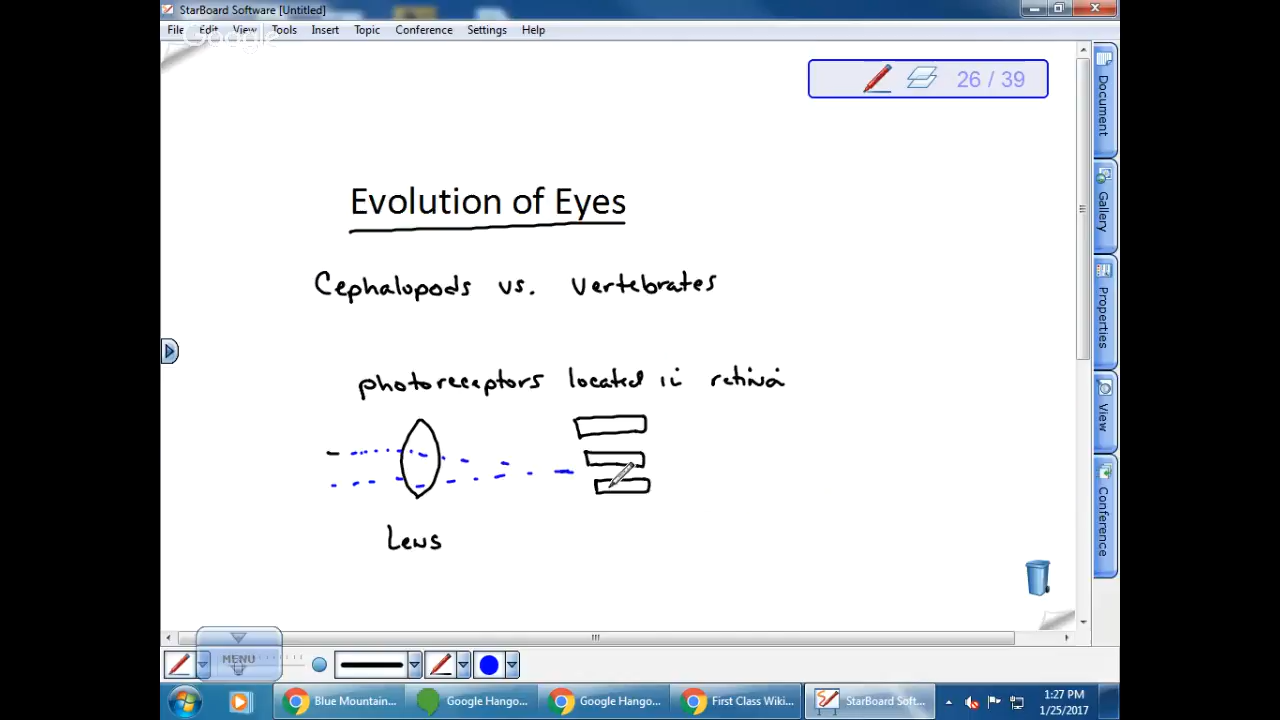 StarBoard Software [Untitled]
File Edit View Tools Insert Topic Conference Settings Help
Google
26 / 39
Evolution of Eyes
Cephalopods vs. vertebrates
photoreceptors located in retina
Lens
Document
Gallery
Properties
View
Conference
MENU
Blue Mountain...
Google Hango...
Google Hango...
First Class Wiki...
StarBoard Soft...
1:27 PM
1/25/2017